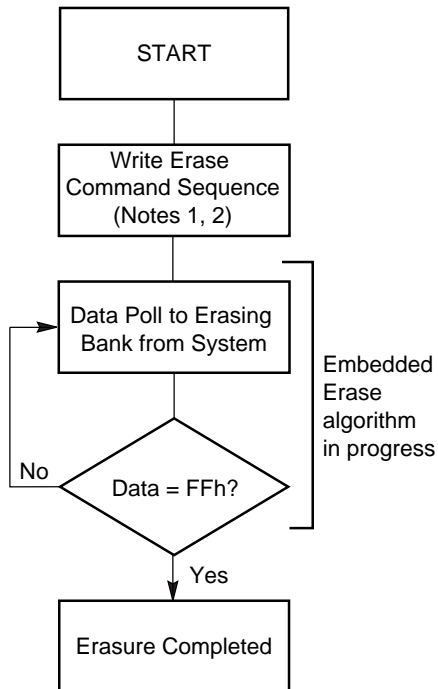 START
Write Erase
Command Sequence
(Notes 1, 2)
Data Poll to Erasing
Bank from System
Embedded
Erase
algorithm
in progress
No
Data = FFh?
Yes
Erasure Completed